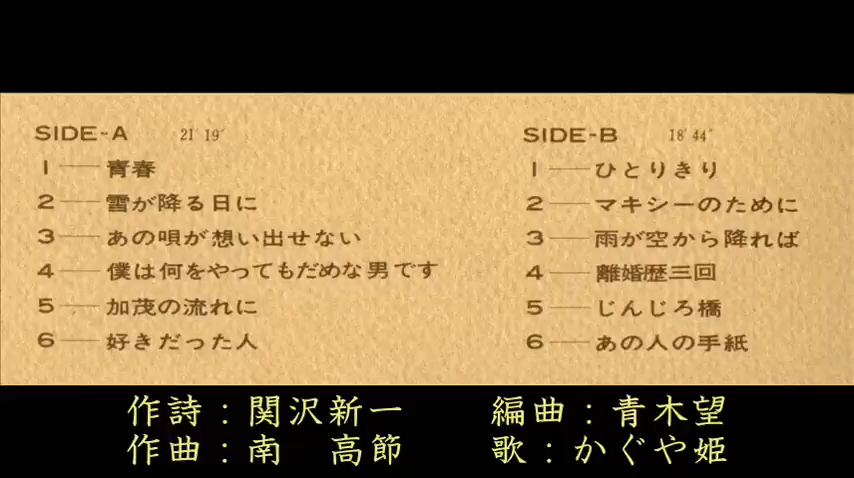 SIDE-A 21′19″
1 青春
2 雪が降る日に
3 あの唄が想い出せない
4 僕は何をやってもだめな男です
5 加茂の流れに
6 好きだった人
SIDE-B 18′44″
1 ひとりきり
2 マキシーのために
3 雨が空から降れば
4 離婚歴三回
5 じんじろ橋
6 あの人の手紙
作詩：関沢新一　編曲：青木望
作曲：南　高節　歌：かぐや姫